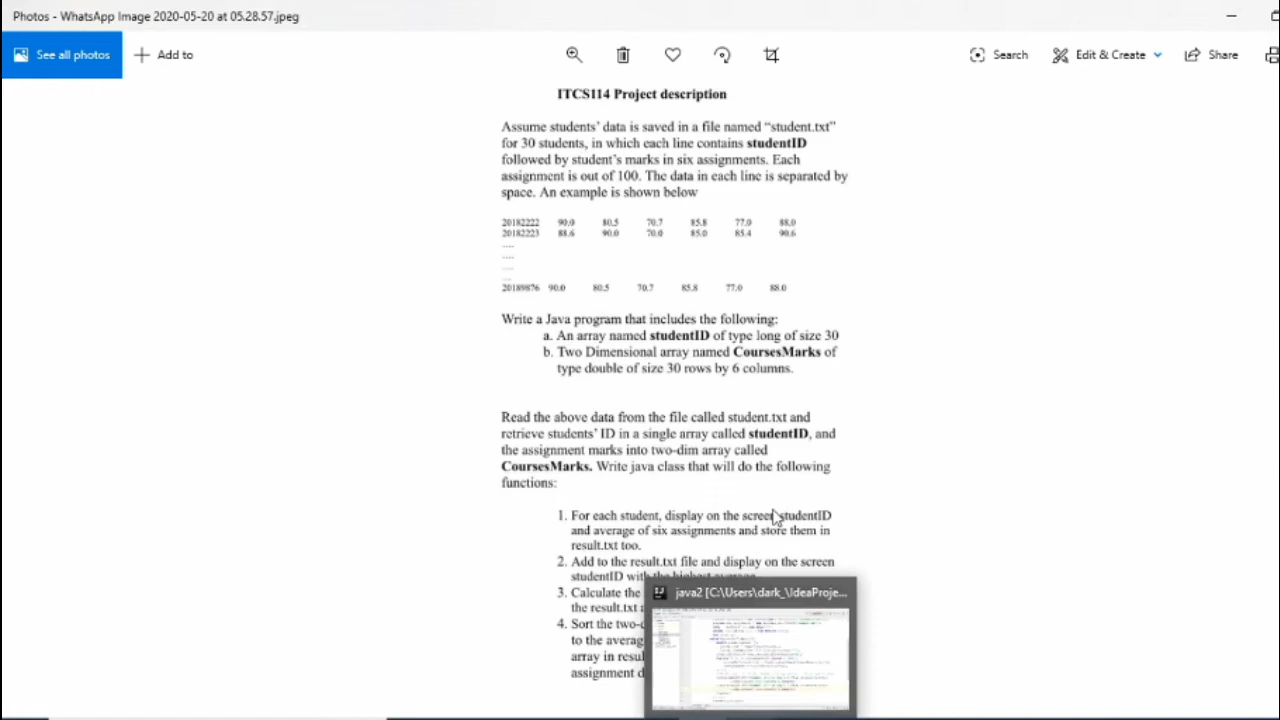 Photos - WhatsApp Image 2020-05-20 at 05.28.57.jpeg
See all photos
Add to
Search
Edit & Create
Share
ITCS114 Project description
Assume students' data is saved in a file named "student.txt"
for 30 students, in which each line contains studentID
followed by student's marks in six assignments. Each
assignment is out of 100. The data in each line is separated by
space. An example is shown below
20182222 90.0 80.5 70.7 85.8 77.0 88.0
20182223 88.6 90.0 70.0 85.0 85.4 90.6
....
....
....
....
20189876 90.0 80.5 70.7 85.8 77.0 88.0
Write a Java program that includes the following:
a. An array named studentID of type long of size 30
b. Two Dimensional array named CoursesMarks of
type double of size 30 rows by 6 columns.
Read the above data from the file called student.txt and
retrieve students' ID in a single array called studentID, and
the assignment marks into two-dim array called
CoursesMarks. Write java class that will do the following
functions:
1. For each student, display on the screen studentID
and average of six assignments and store them in
result.txt too.
2. Add to the result.txt file and display on the screen
studentID with the highest average
3. Calculate the
the result.txt
4. Sort the two-
to the averag
array in resul
assignment d
java2 [C:\Users\dark_\IdeaProje...